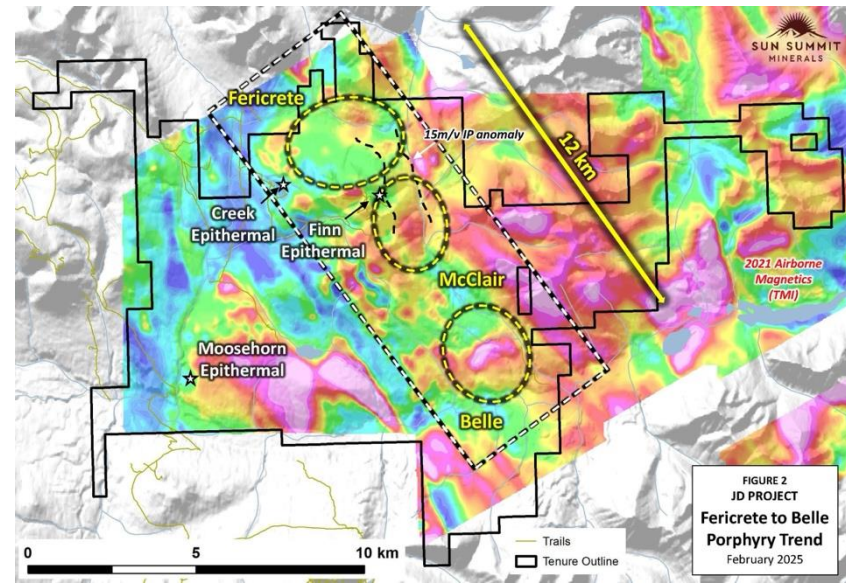 SUN SUMMIT
MINERALS
Fericrete
15m/v IP anomaly
12 km
Creek
Epithermal
Finn
Epithermal
McClair
2021 Airborne
Magnetics
(TMI)
Moosehorn
Epithermal
Belle
FIGURE 2
JD PROJECT
Fericrete to Belle
Porphyry Trend
February 2025
Trails
Tenure Outline
0
5
10 km